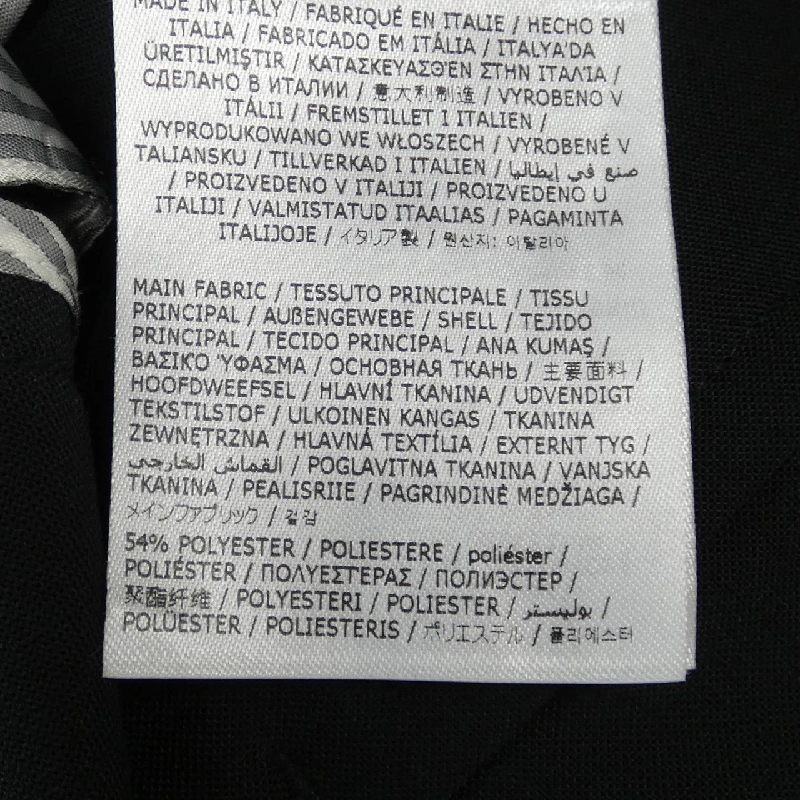 MADE IN ITALY / FABRIQUÉ EN ITALIE / HECHO EN
ITALIA / FABRICADO EM ITÁLIA / ITALYA'DA
ÜRETILMIŞTIR / ΚΑΤΑΣΚΕΥΑΣΘΕΝ ΣΤΗΝ ΙΤΑΛΊΑ /
СДЕЛАНО В ИТАЛИИ / 意大利制造 / VYROBENO V
ITÁLII / FREMSTILLET I ITALIEN /
WYPRODUKOWANO WE WŁOSZECH / VYROBENÉ V
TALIANSKU / TILLVERKAD I ITALIEN / صنع في إيطاليا
/ PROIZVEDENO V ITALIJI / PROIZVEDENO U
ITALIJI / VALMISTATUD ITAALIAS / PAGAMINTA
ITALIJOJE / イタリア製 / 원산지: 이탈리아
MAIN FABRIC / TESSUTO PRINCIPALE / TISSU
PRINCIPAL / AUßENGEWEBE / SHELL / TEJIDO
PRINCIPAL / TECIDO PRINCIPAL / ANA KUMAŞ /
ΒΑΣΙΚΌ ΎΦΑΣΜΑ / ОСНОВНАЯ ТКАНЬ / 主要面料 /
HOOFDWEEFSEL / HLAVNÍ TKANINA / UDVENDIGT
TEKSTILSTOF / ULKOINEN KANGAS / TKANINA
ZEWNĘTRZNA / HLAVNÁ TEXTÍLIA / EXTERNT TYG /
القماش الخارجي / POGLAVITNA TKANINA / VANJSKA
TKANINA / PEALISRIIE / PAGRINDINĖ MEDŽIAGA /
メインファブリック / 겉감
54% POLYESTER / POLIESTERE / poliéster /
POLIÉSTER / ΠΟΛΥΕΣΤΈΡΑΣ / ПОЛИЭСТЕР /
聚酯纤维 / POLYESTERI / POLIESTER / بوليستر /
POLÜESTER / POLIESTERIS / ポリエステル / 폴리에스터